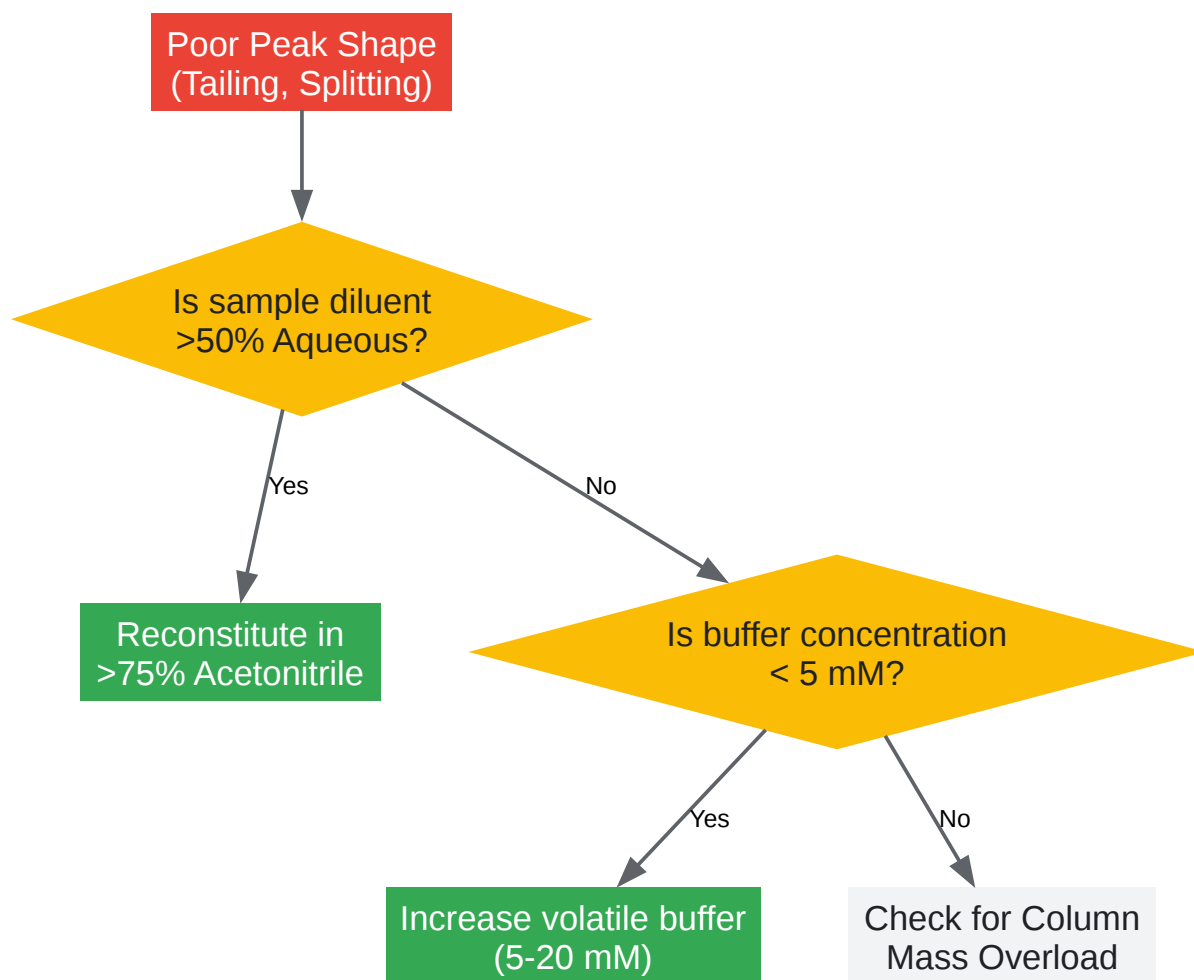 Poor Peak Shape
(Tailing, Splitting)
Is sample diluent
>50% Aqueous?
Yes
No
Reconstitute in
>75% Acetonitrile
Is buffer concentration
< 5 mM?
Yes
No
Increase volatile buffer
(5-20 mM)
Check for Column
Mass Overload